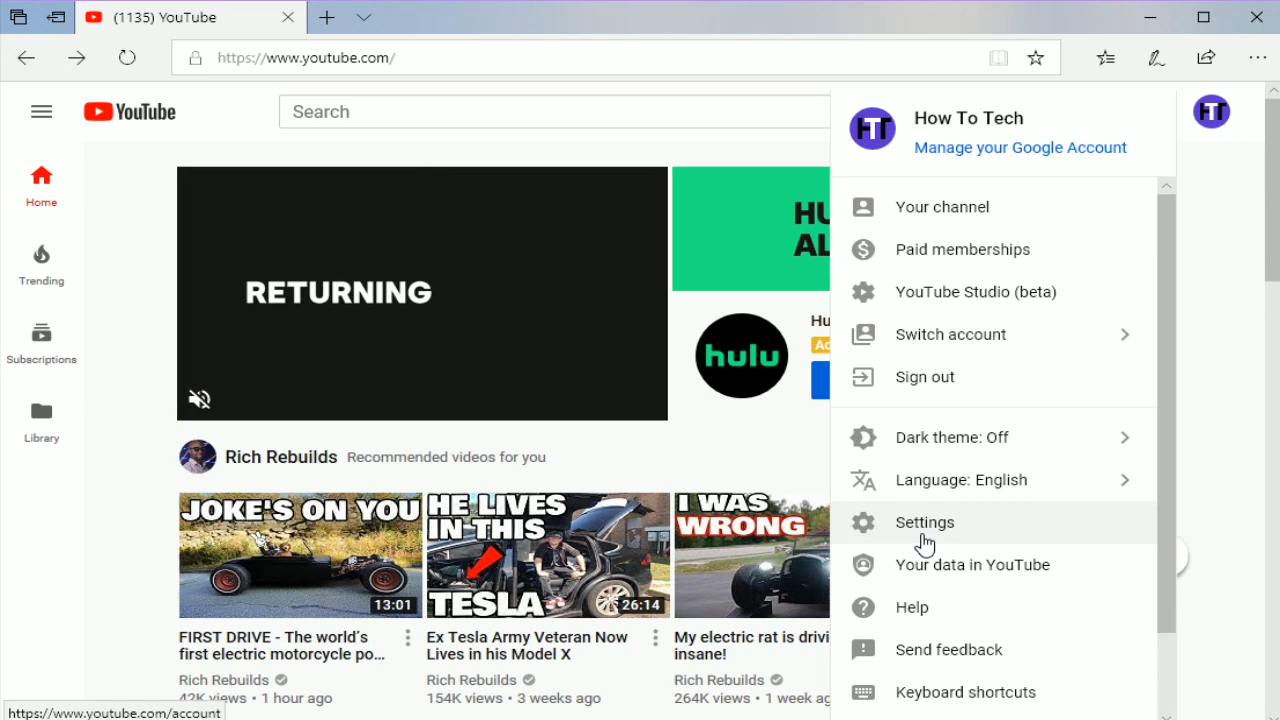 (1135) YouTube
https://www.youtube.com/
YouTube
Search
HTT
How To Tech
Manage your Google Account
HTT
Home
Trending
Subscriptions
Library
RETURNING
HU
AL
hulu
Hu
Rich Rebuilds Recommended videos for you
JOKE'S ON YOU
13:01
HE LIVES
IN THIS
TESLA
26:14
I WAS
WRONG
FIRST DRIVE - The world's
first electric motorcycle po...
Rich Rebuilds
42K views • 1 hour ago
Ex Tesla Army Veteran Now
Lives in his Model X
Rich Rebuilds
154K views • 3 weeks ago
My electric rat is drivi
insane!
Rich Rebuilds
264K views • 1 week ag
Your channel
Paid memberships
YouTube Studio (beta)
Switch account
Sign out
Dark theme: Off
Language: English
Settings
Your data in YouTube
Help
Send feedback
Keyboard shortcuts
https://www.youtube.com/account